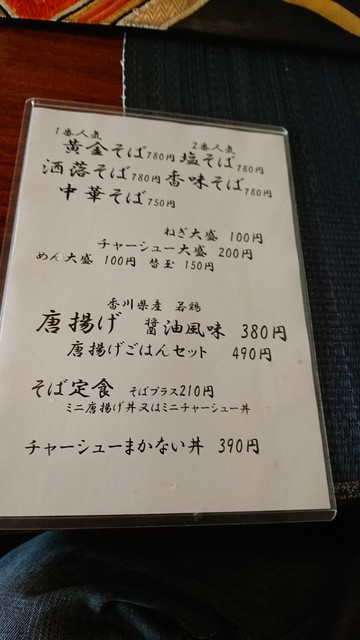 1番人気 2番人気
黄金そば780円 塩そば780円
洒落そば780円 香味そば780円
中華そば750円
ねぎ大盛 100円
チャーシュー大盛 200円
めん大盛 100円 替玉 150円
香川県産 若鶏
唐揚げ 醤油風味 380円
唐揚げごはんセット 490円
そば定食 そばプラス210円
ミニ唐揚げ丼又はミニチャーシュー丼
チャーシューまかない丼 390円